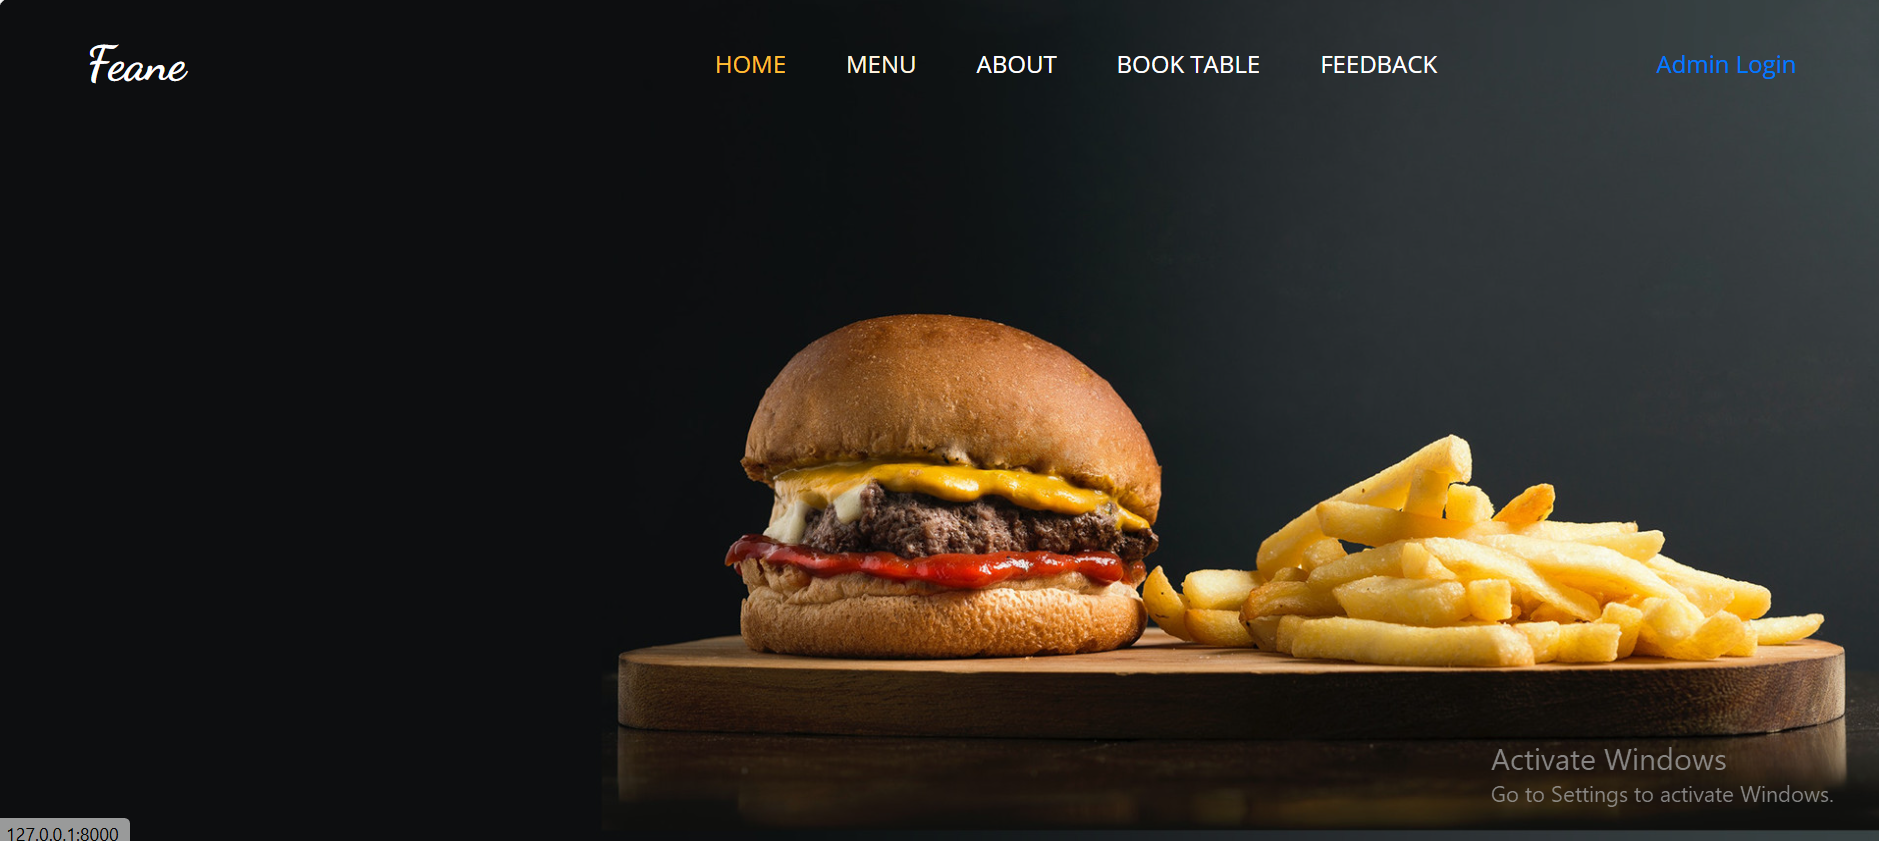 Feane
HOME MENU ABOUT BOOK TABLE FEEDBACK Admin Login
Activate Windows
Go to Settings to activate Windows.
127.0.0.1:8000